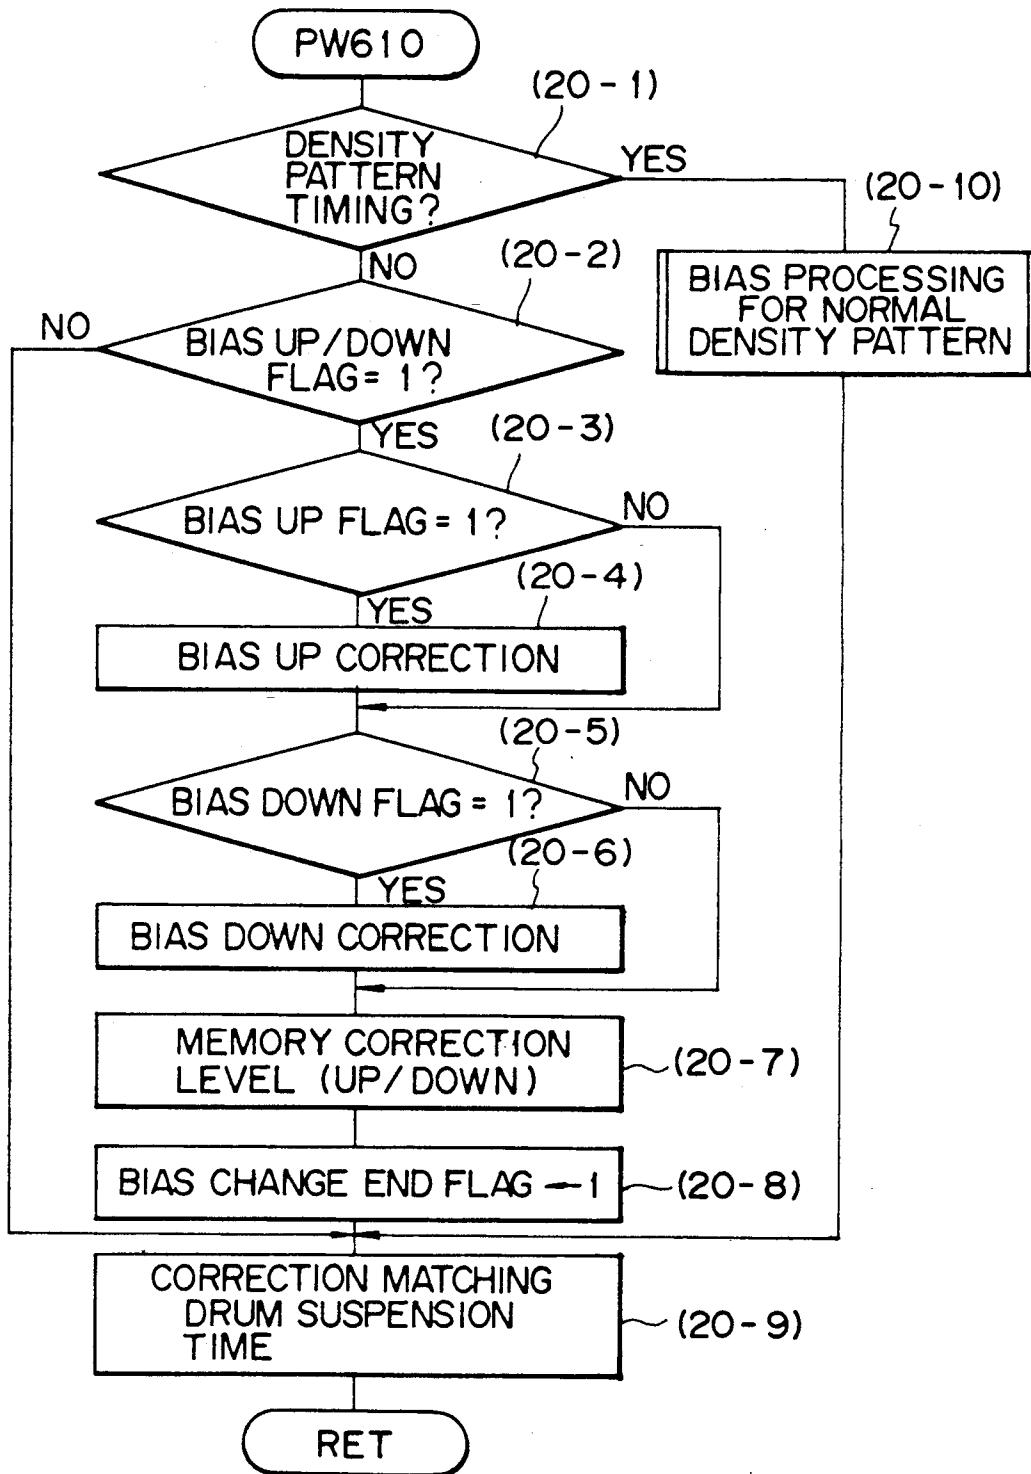 PW610
(20-1)
DENSITY
PATTERN
TIMING?
YES
(20-10)
NO
(20-2)
BIAS PROCESSING
FOR NORMAL
DENSITY PATTERN
NO
BIAS UP/DOWN
FLAG= 1?
YES
(20-3)
BIAS UP FLAG= 1?
NO
(20-4)
YES
BIAS UP CORRECTION
(20-5)
BIAS DOWN FLAG= 1?
NO
(20-6)
YES
BIAS DOWN CORRECTION
MEMORY CORRECTION
LEVEL (UP/DOWN)
(20-7)
BIAS CHANGE END FLAG ← 1
(20-8)
CORRECTION MATCHING
DRUM SUSPENSION
TIME
(20-9)
RET